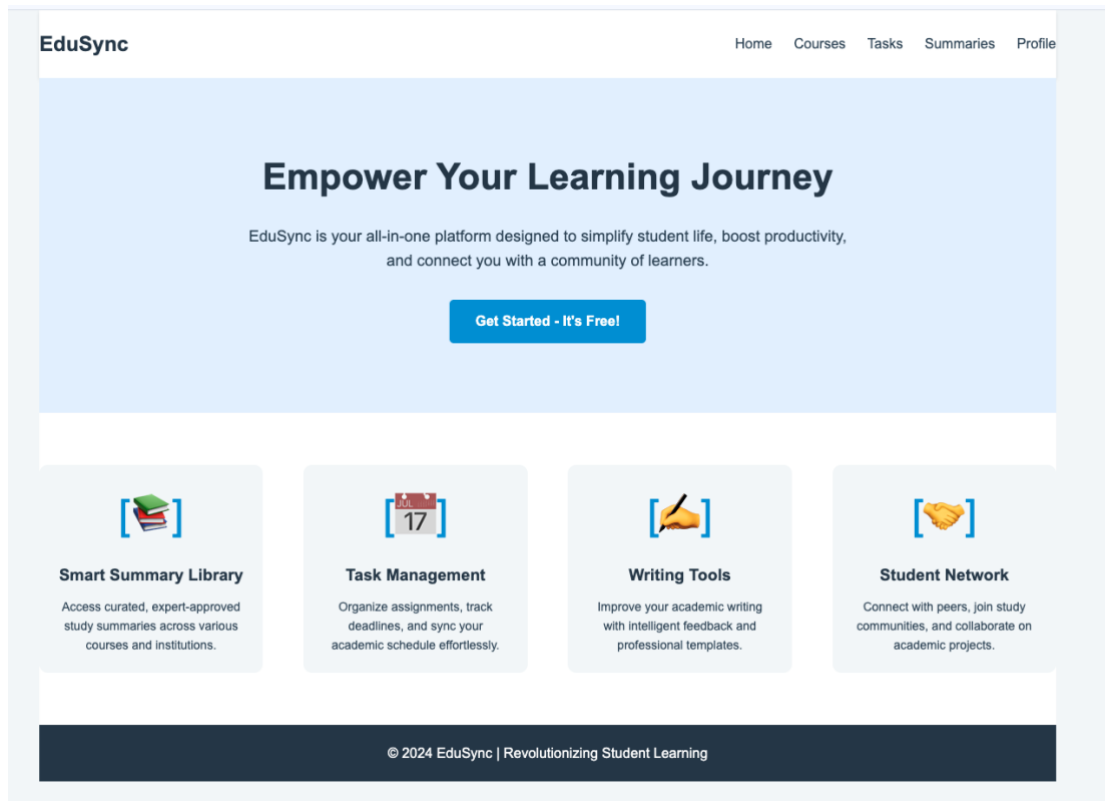 EduSync
Home Courses Tasks Summaries Profile
Empower Your Learning Journey
EduSync is your all-in-one platform designed to simplify student life, boost productivity,
and connect you with a community of learners.
Get Started - It's Free!
[ ]
Smart Summary Library
Access curated, expert-approved
study summaries across various
courses and institutions.
[JUL
17]
Task Management
Organize assignments, track
deadlines, and sync your
academic schedule effortlessly.
[ ]
Writing Tools
Improve your academic writing
with intelligent feedback and
professional templates.
[ ]
Student Network
Connect with peers, join study
communities, and collaborate on
academic projects.
© 2024 EduSync | Revolutionizing Student Learning